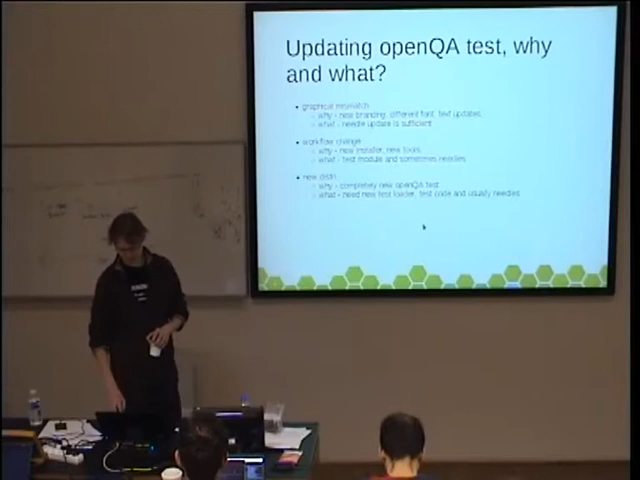 Updating openQA test, why
and what?
• graphical mismatch
why - new branding, different font, text updates,
what - needle update is sufficient
• workflow change
why - new installer, new tools,
what - test module and sometimes needles
• new distri
why - completely new openQA test
what - need new test loader, test code and usually needles